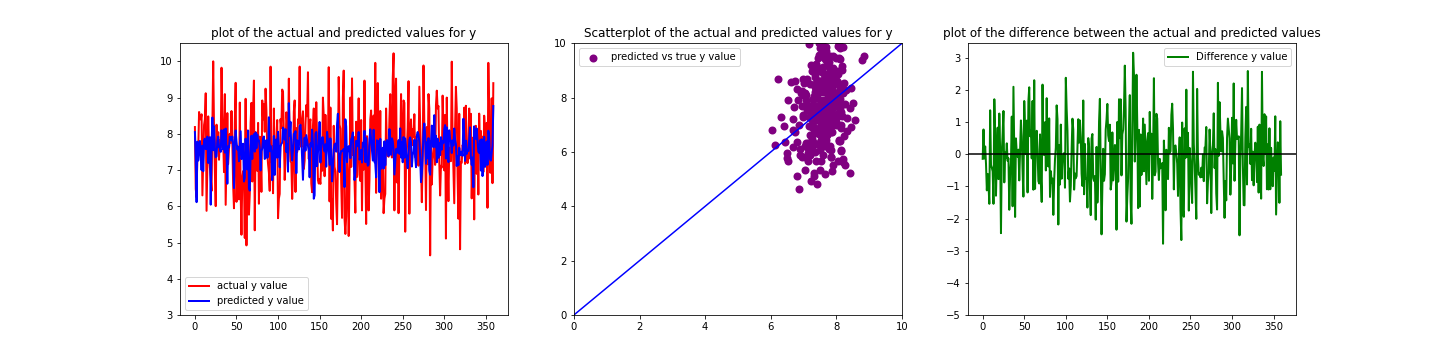 plot of the actual and predicted values for y
10
9
8
7
6
5
4
3
0 50 100 150 200 250 300 350
actual y value
predicted y value
Scatterplot of the actual and predicted values for y
predicted vs true y value
10
8
6
4
2
0
0 2 4 6 8 10
plot of the difference between the actual and predicted values
Difference y value
3
2
1
0
−1
−2
−3
−4
−5
0 50 100 150 200 250 300 350